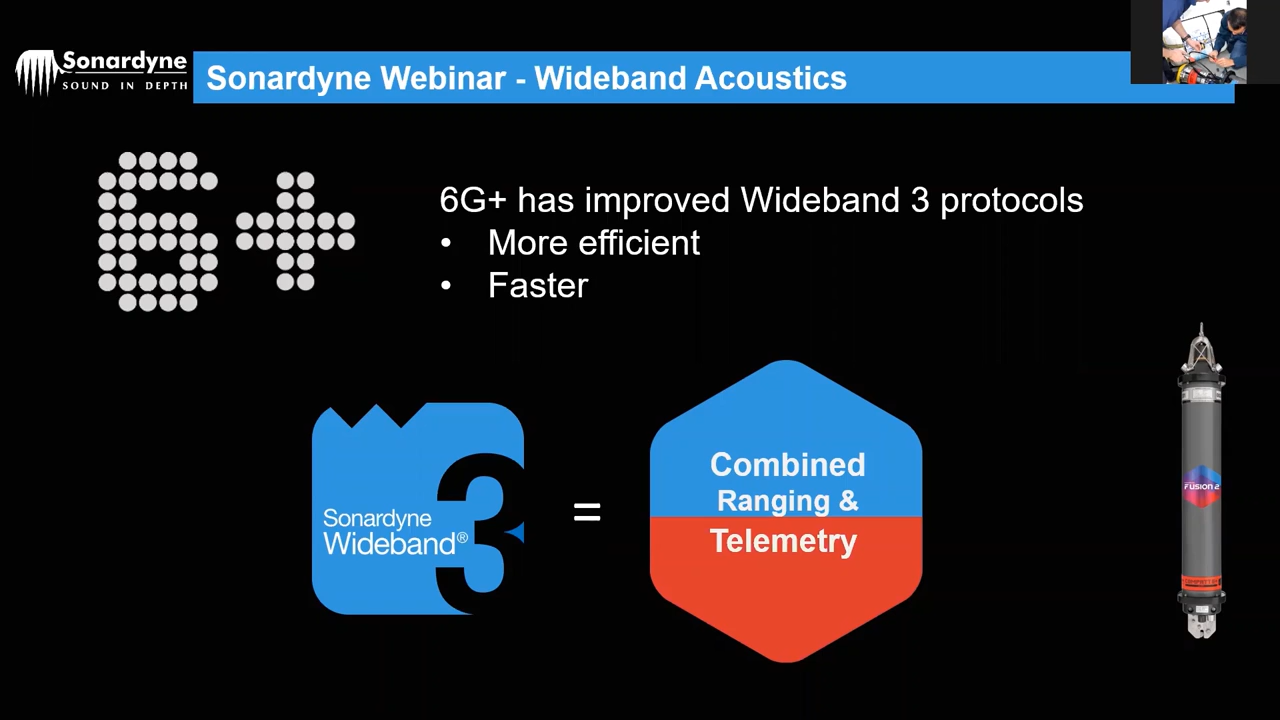 Sonardyne
SOUND IN DEPTH
Sonardyne Webinar - Wideband Acoustics
6+
6G+ has improved Wideband 3 protocols
• More efficient
• Faster
Sonardyne
Wideband®
3
=
Combined
Ranging &
Telemetry
FUSION 2